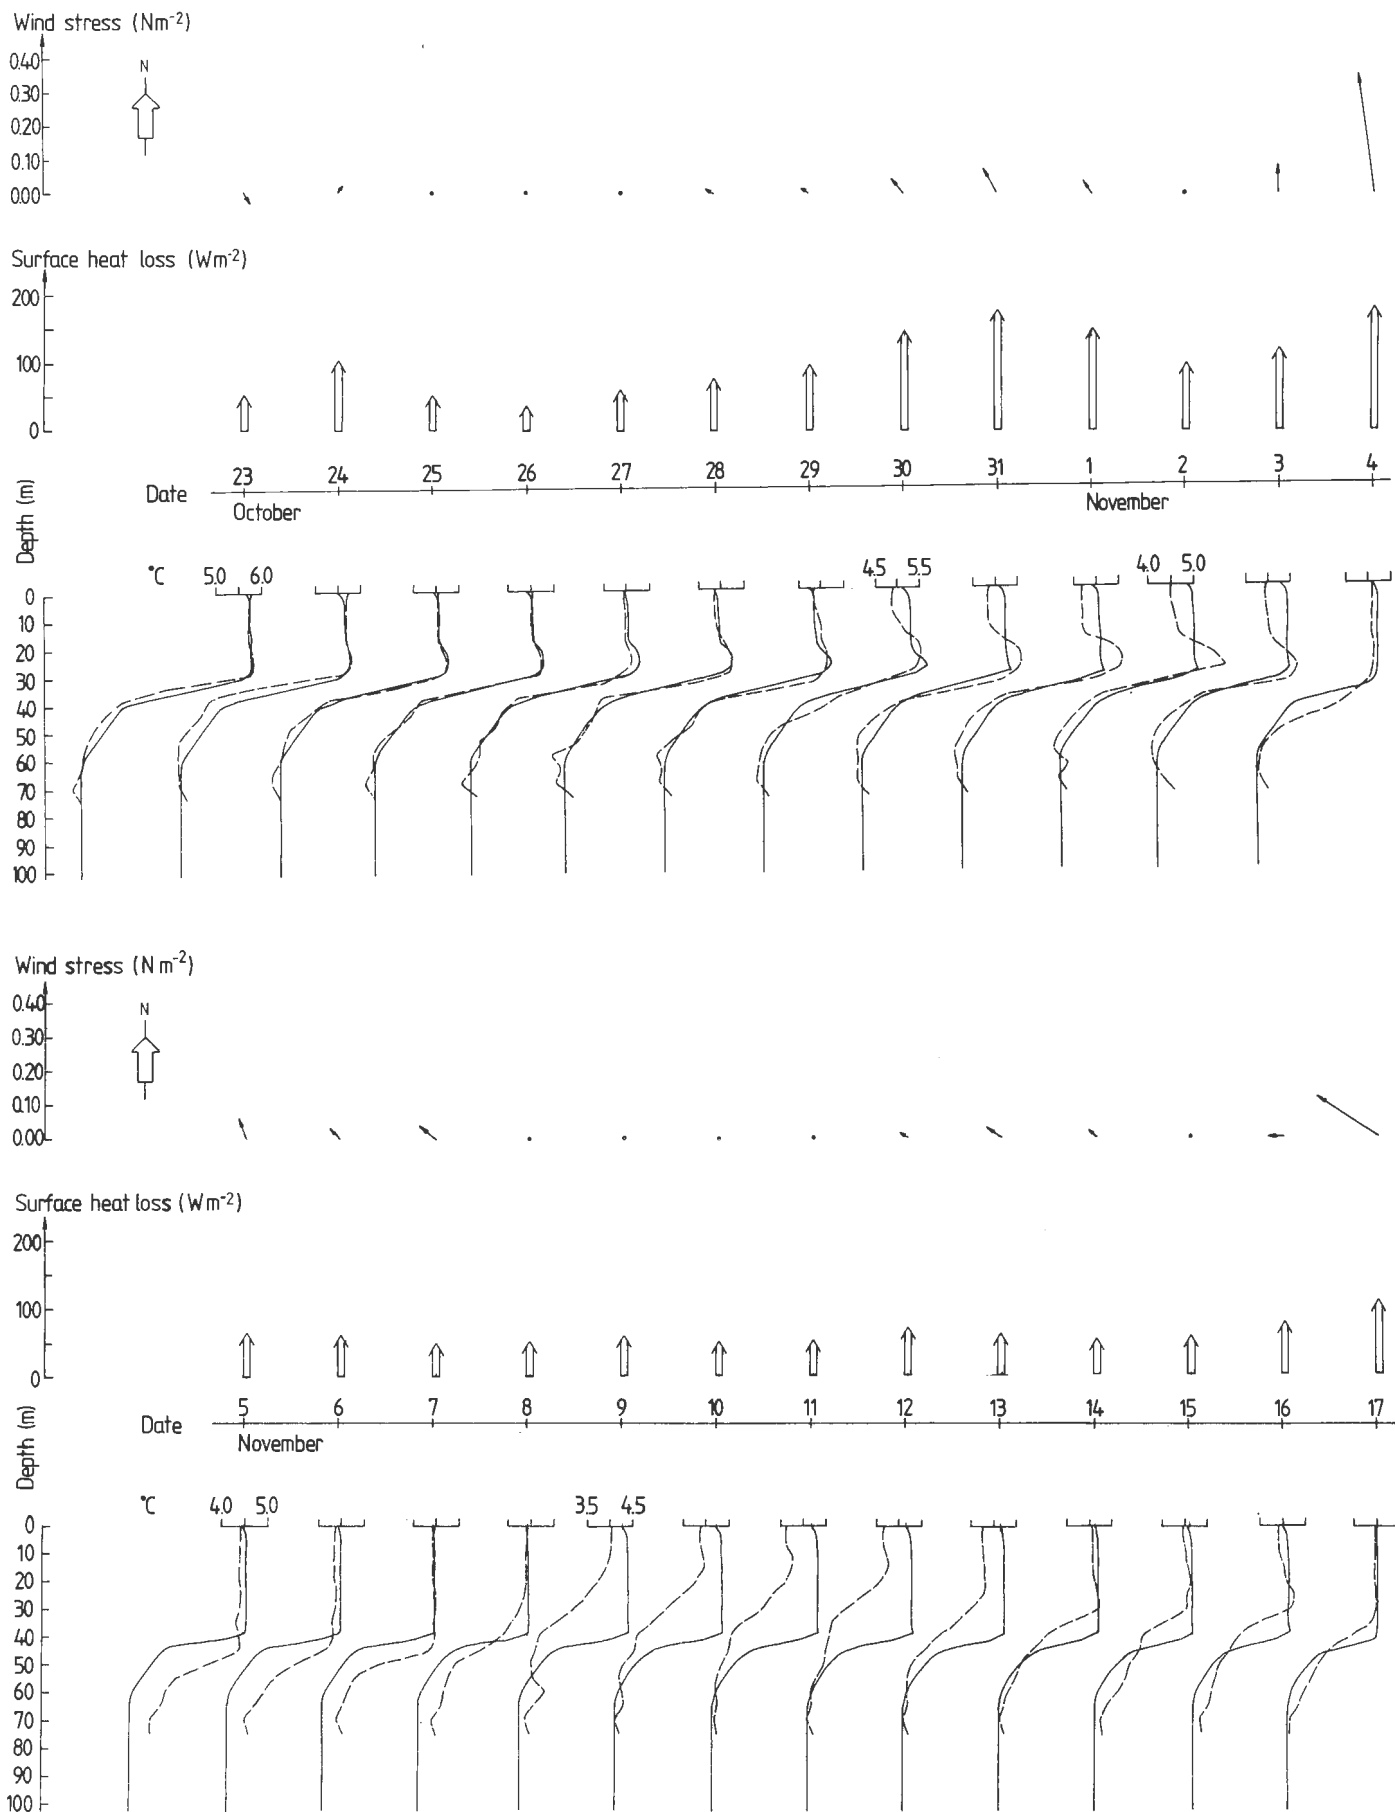 Wind stress (Nm⁻²)
0.40
0.30
0.20
0.10
0.00
N
Surface heat loss (Wm⁻²)
200
100
0
Date
23 24 25 26 27 28 29 30 31 1 2 3 4
October November
Depth (m)
°C 5.0 6.0 4.5 5.5 4.0 5.0
0
10
20
30
40
50
60
70
80
90
100
Wind stress (N m⁻²)
0.40
0.30
0.20
0.10
0.00
N
Surface heat loss (W m⁻²)
200
100
0
Date
5 6 7 8 9 10 11 12 13 14 15 16 17
November
Depth (m)
°C 4.0 5.0 3.5 4.5
0
10
20
30
40
50
60
70
80
90
100